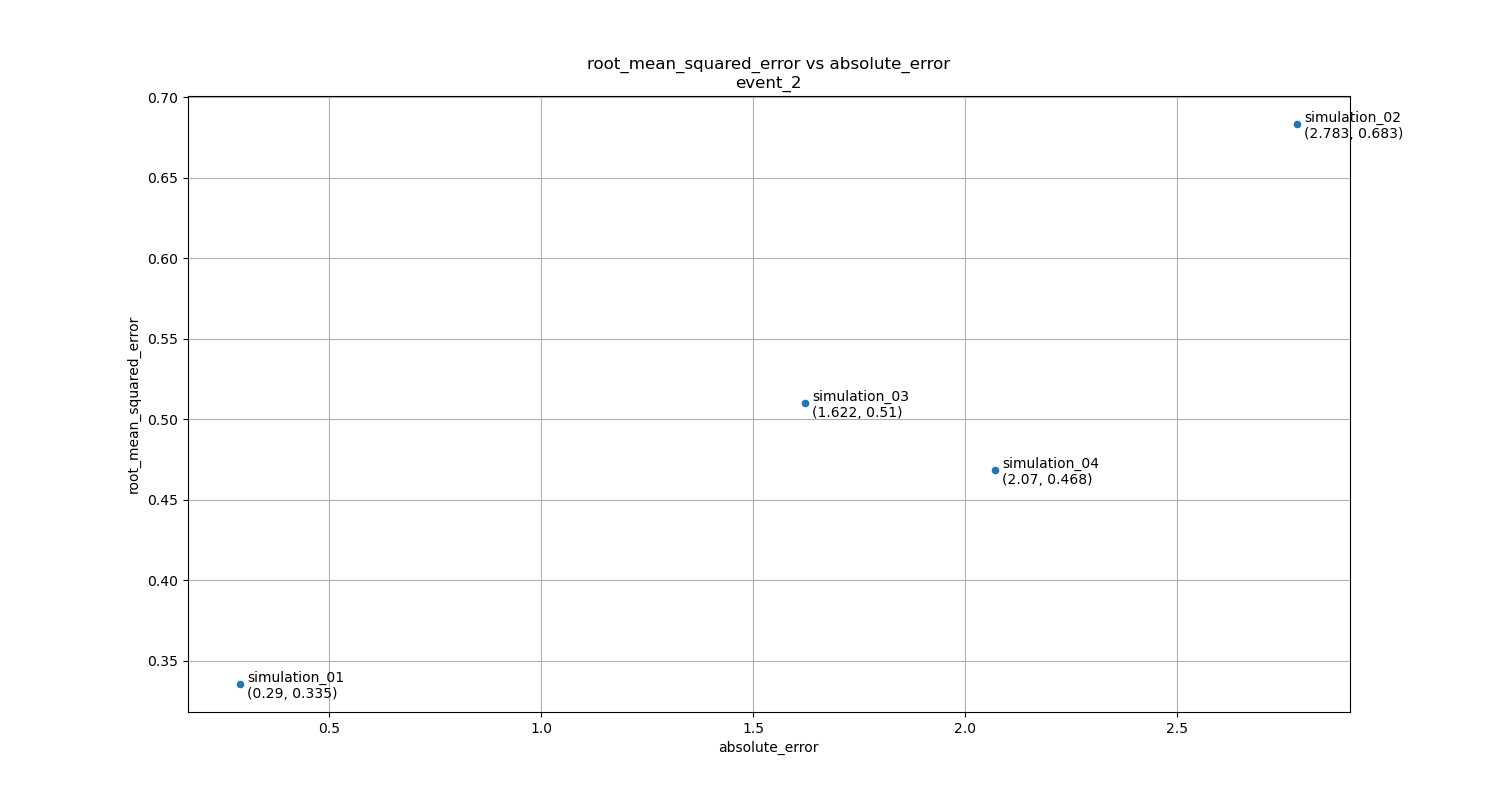 root_mean_squared_error vs absolute_error
event_2
0.70
simulation_02
(2.783, 0.683)
0.65
0.60
0.55
root_mean_squared_error
simulation_03
(1.622, 0.51)
0.50
simulation_04
(2.07, 0.468)
0.45
0.40
0.35
simulation_01
(0.29, 0.335)
0.5 1.0 1.5 2.0 2.5
absolute_error